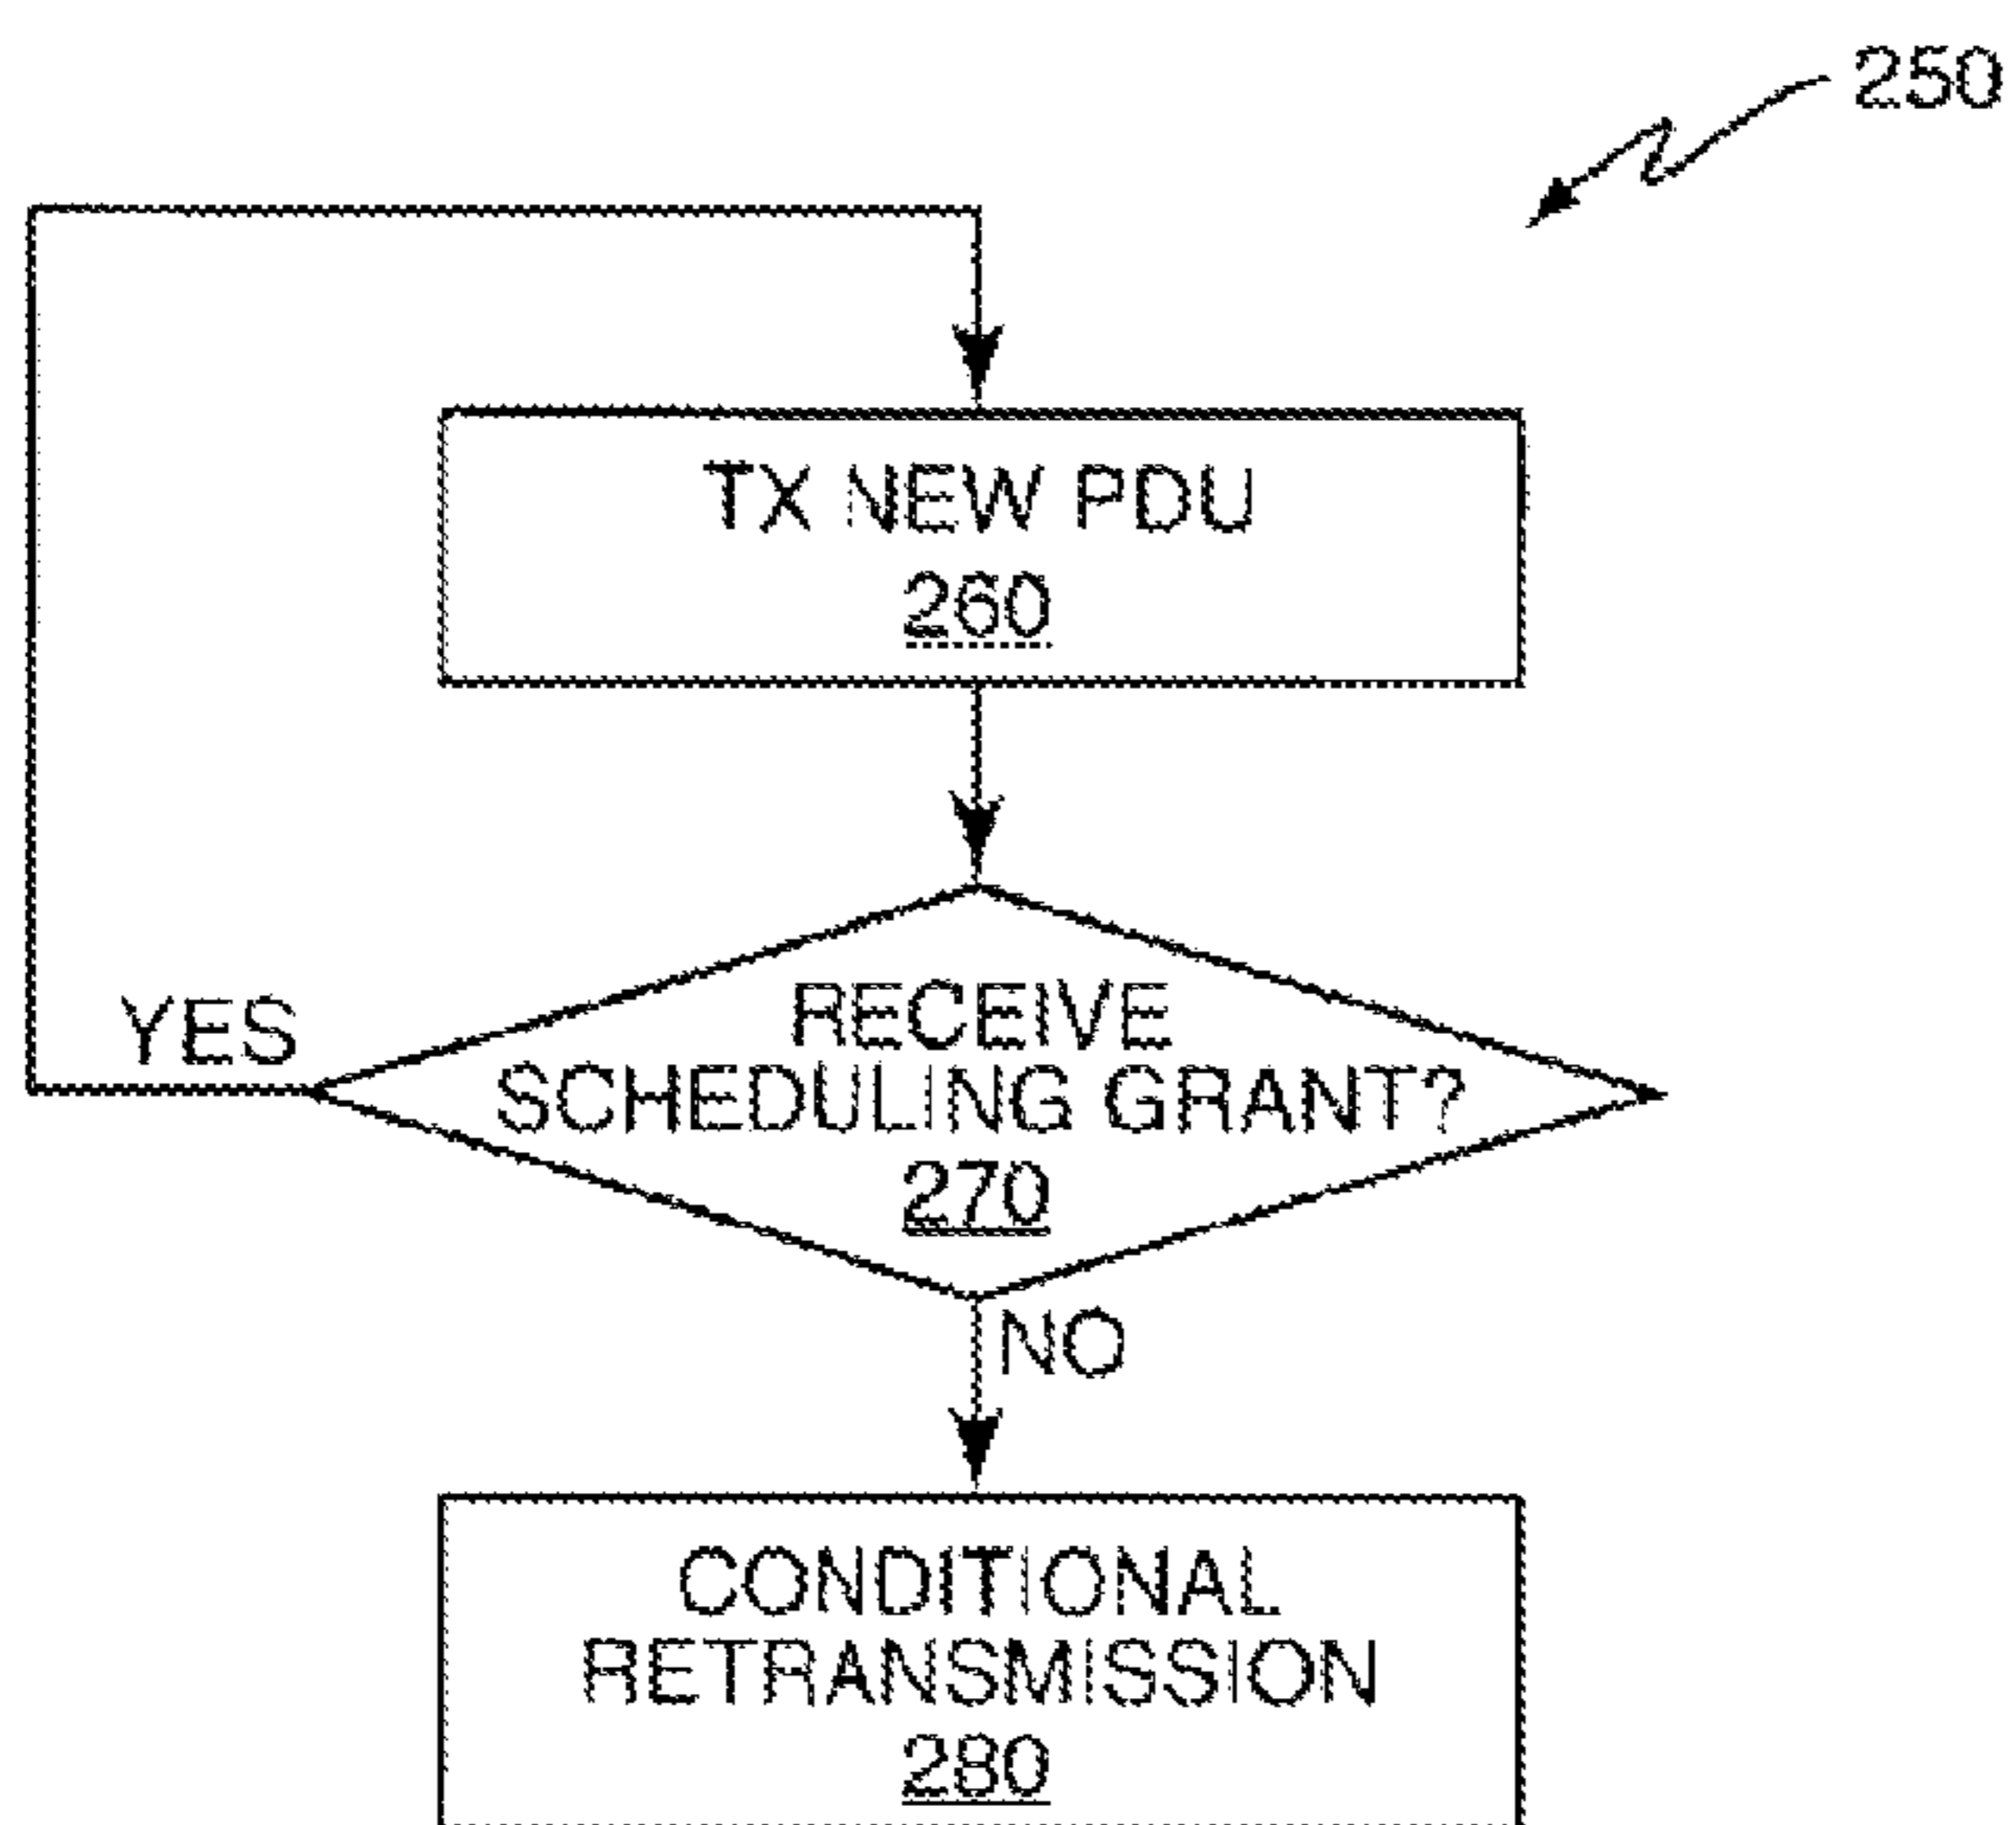 250
TX NEW PDU
260
RECEIVE
SCHEDULING GRANT?
270
YES
NO
CONDITIONAL
RETRANSMISSION
280